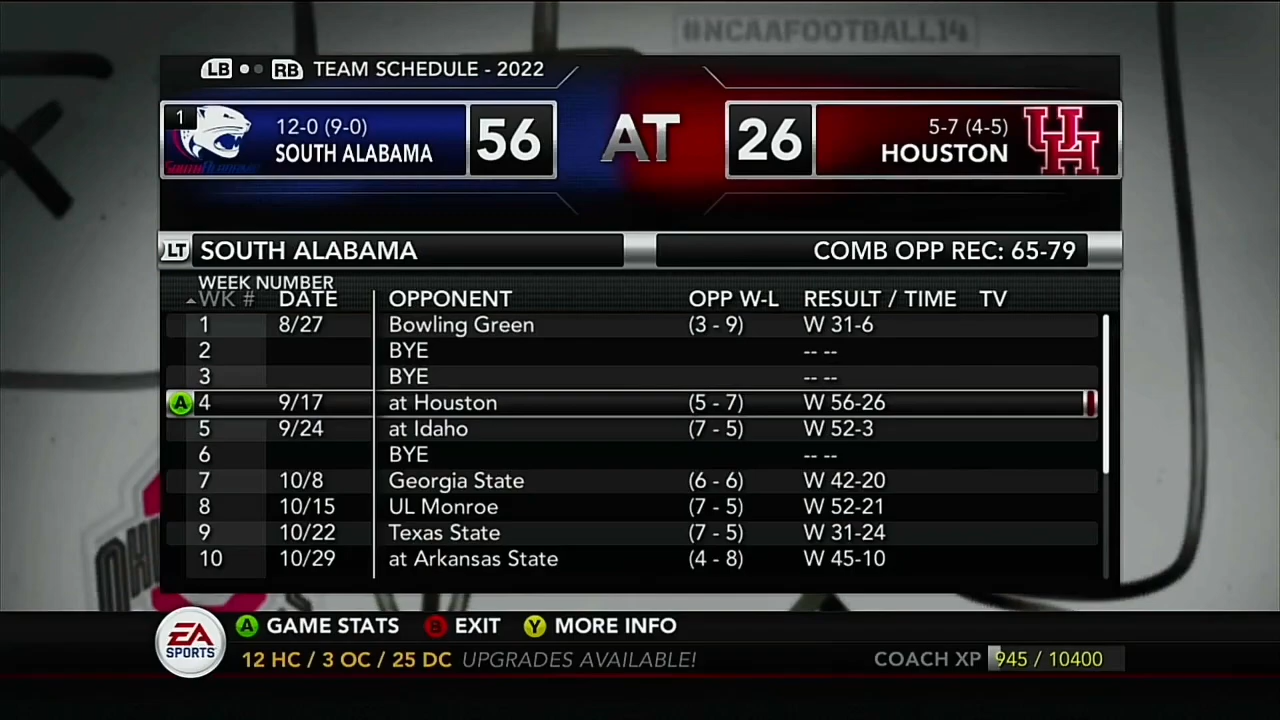 #NCAAFOOTBALL14
LB RB TEAM SCHEDULE - 2022
1 12-0 (9-0) SOUTH ALABAMA 56 AT 26 5-7 (4-5) HOUSTON UH
LT SOUTH ALABAMA COMB OPP REC: 65-79
WEEK NUMBER
WK # DATE OPPONENT OPP W-L RESULT / TIME TV
1 8/27 Bowling Green (3 - 9) W 31-6
2 BYE -- --
3 BYE -- --
A 4 9/17 at Houston (5 - 7) W 56-26
5 9/24 at Idaho (7 - 5) W 52-3
6 BYE -- --
7 10/8 Georgia State (6 - 6) W 42-20
8 10/15 UL Monroe (7 - 5) W 52-21
9 10/22 Texas State (7 - 5) W 31-24
10 10/29 at Arkansas State (4 - 8) W 45-10
EA SPORTS
A GAME STATS B EXIT Y MORE INFO
12 HC / 3 OC / 25 DC UPGRADES AVAILABLE! COACH XP 945 / 10400